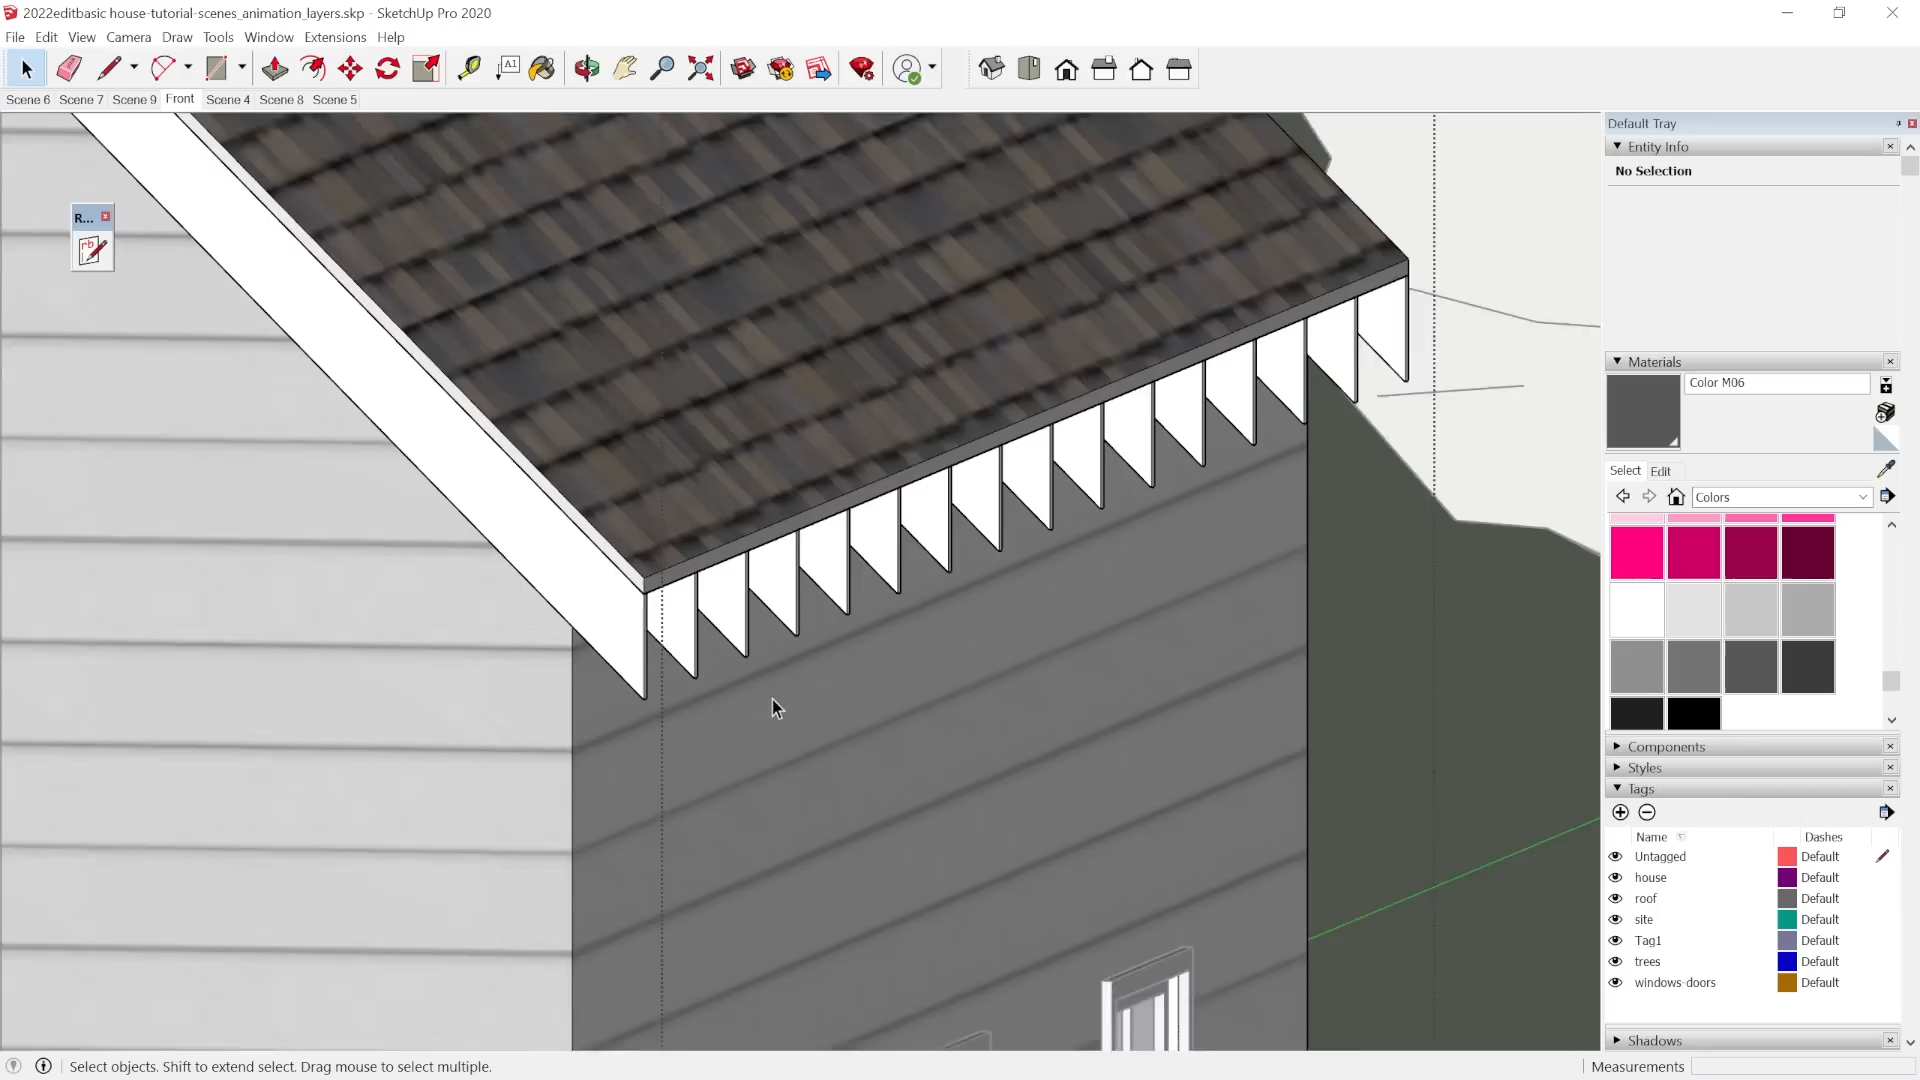 2022editbasic house-tutorial-scenes_animation_layers.skp - SketchUp Pro 2020
File Edit View Camera Draw Tools Window Extensions Help
A1
Scene 6 Scene 7 Scene 9 Front Scene 4 Scene 8 Scene 5
Default Tray
Entity Info
No Selection
R...
rb
Materials
Color M06
Select Edit
Colors
Components
Styles
Tags
Name Dashes
Untagged Default
house Default
roof Default
site Default
Tag1 Default
trees Default
windows-doors Default
Shadows
Select objects. Shift to extend select. Drag mouse to select multiple.
Measurements